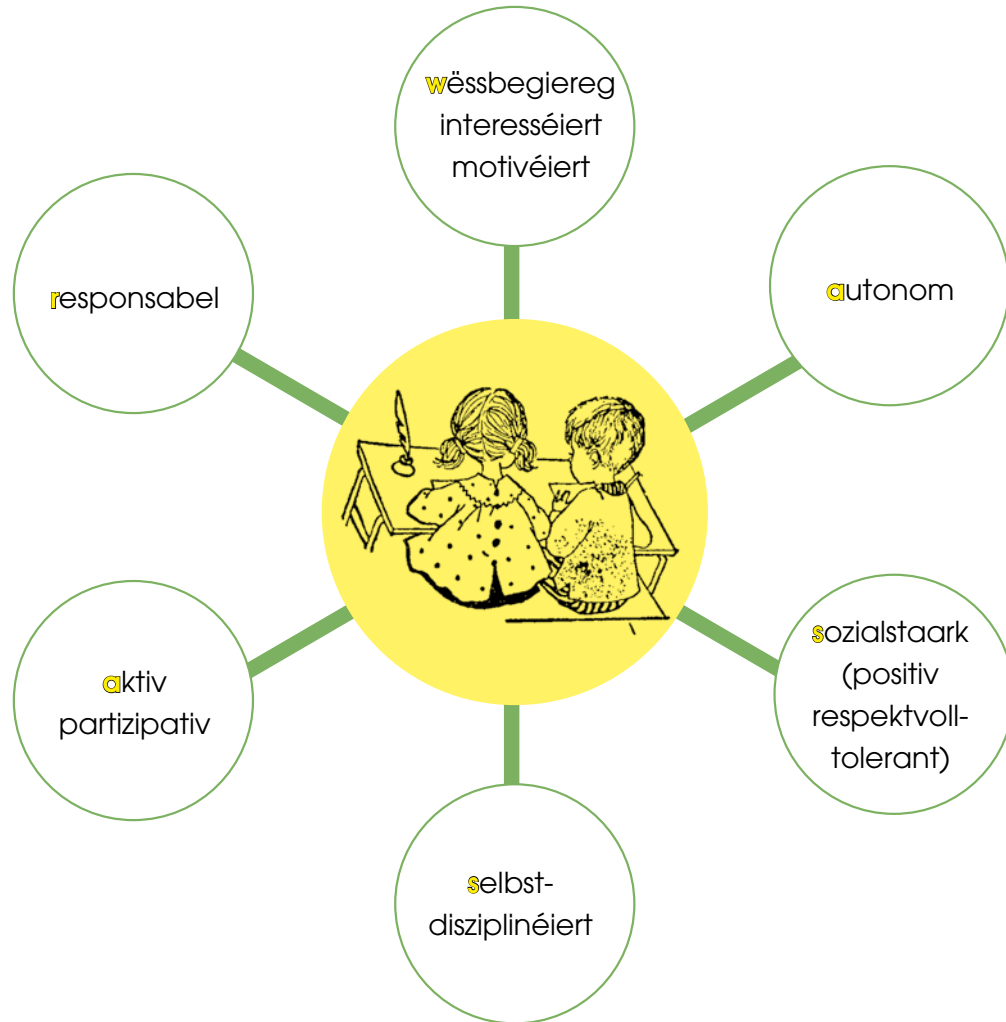 wëssbegiereg
interesséiert
motivéiert
responsabel
autonom
aktiv
partizipativ
sozialstaark
(positiv
respektvoll-
tolerant)
selbst-
disziplinéiert